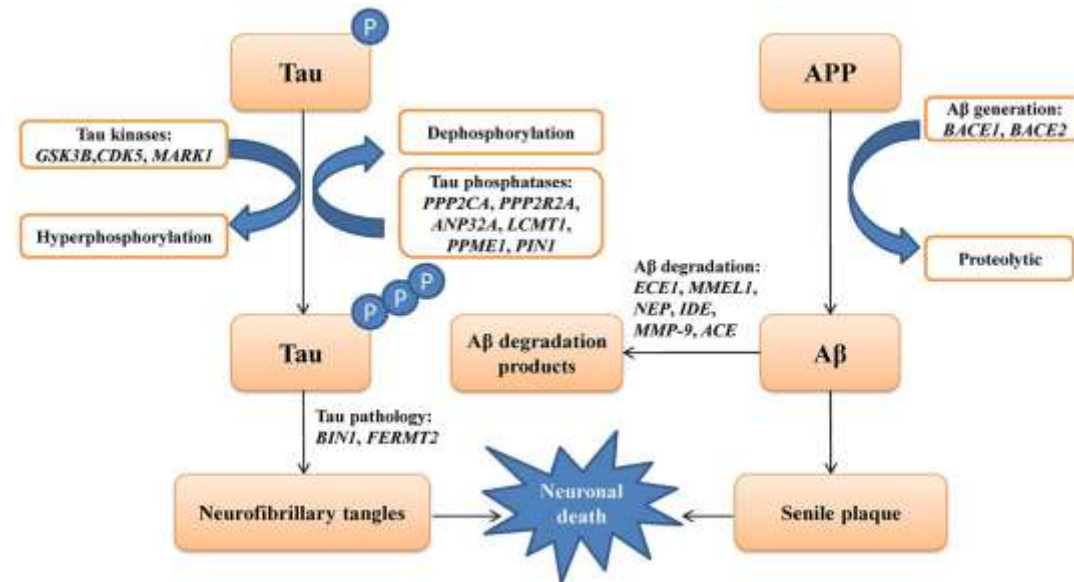 P
Tau
APP
Tau kinases:
GSK3B,CDK5, MARK1
Dephosphorylation
Aβ generation:
BACE1, BACE2
Tau phosphatases:
PPP2CA, PPP2R2A,
ANP32A, LCMT1,
PPME1, PIN1
Hyperphosphorylation
Proteolytic
Aβ degradation:
ECE1, MMEL1,
NEP, IDE,
MMP-9, ACE
P P P
Tau
Aβ degradation
products
Aβ
Tau pathology:
BIN1, FERMT2
Neurofibrillary tangles
Neuronal
death
Senile plaque